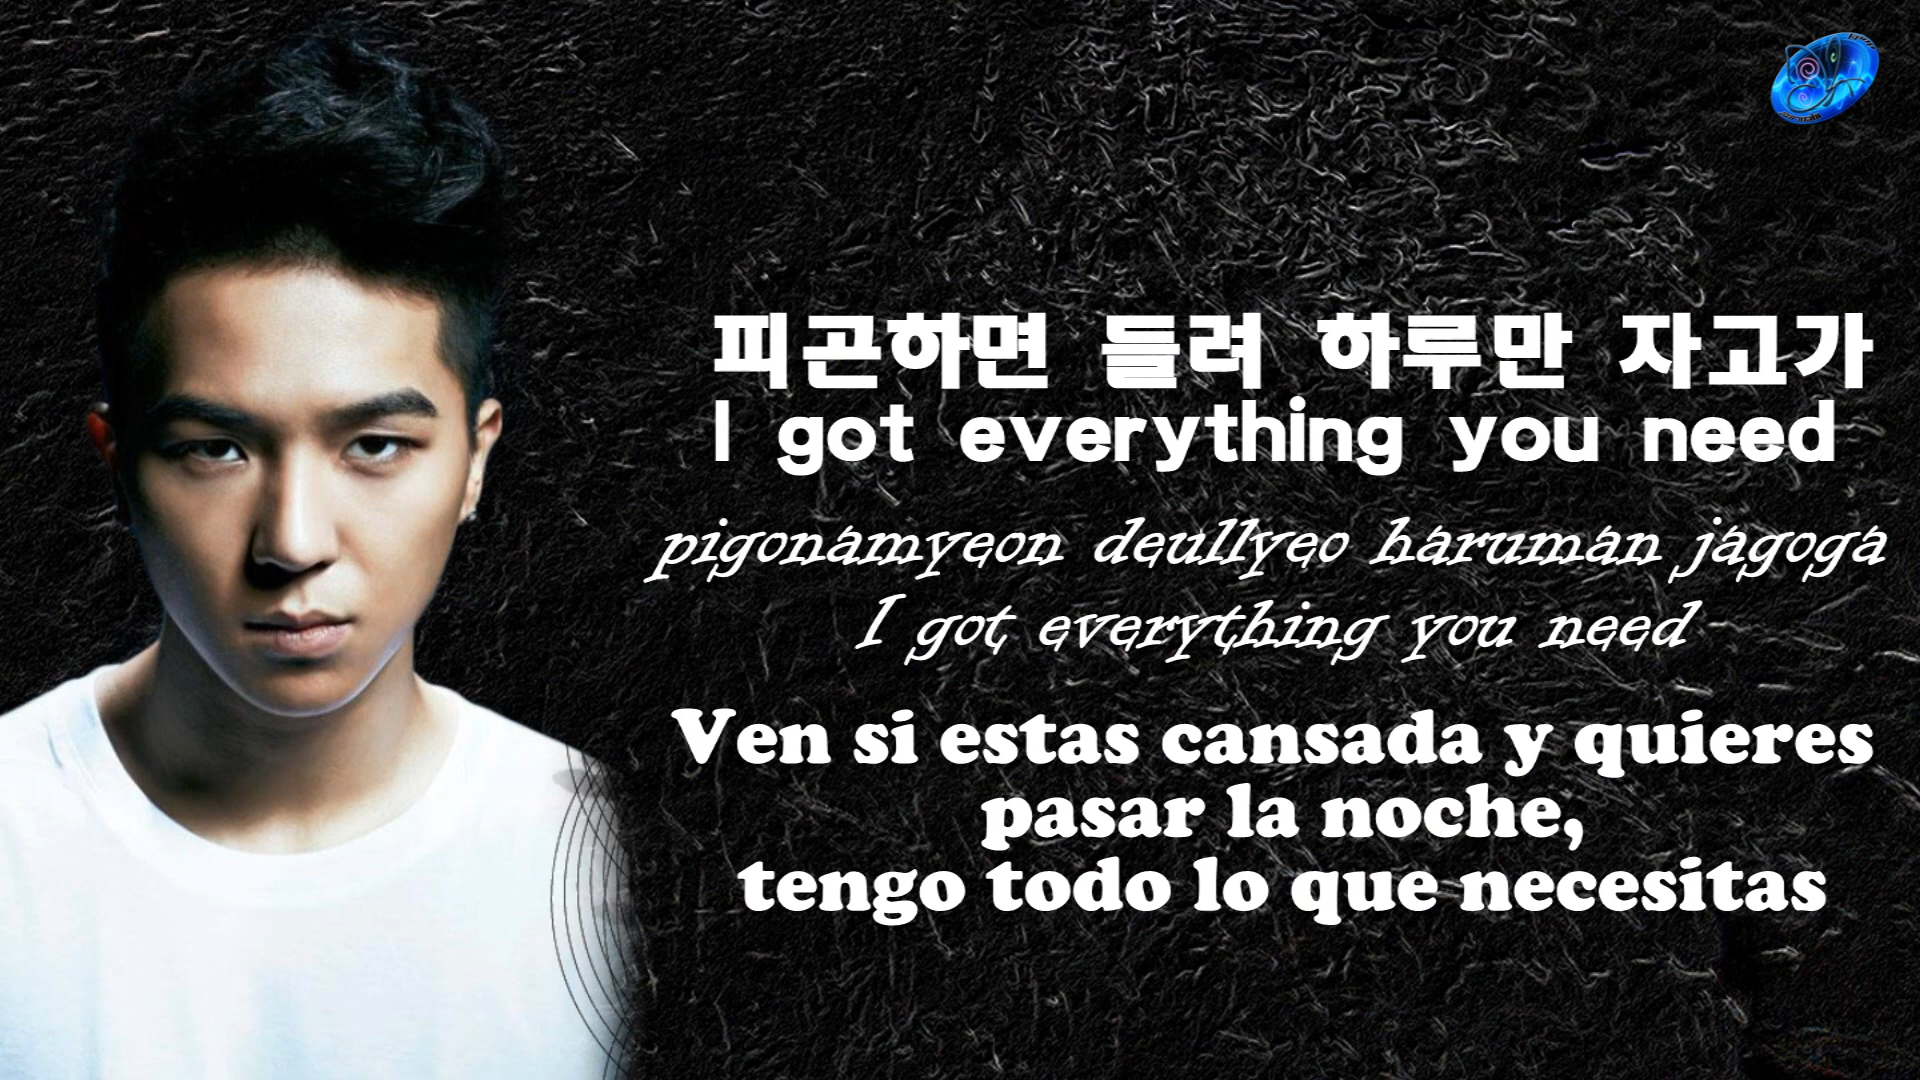 피곤하면 들려 하루만 자고가
I got everything you need
pigonamyeon deullyeo haruman jagoga
I got everything you need
Ven si estas cansada y quieres
pasar la noche,
tengo todo lo que necesitas